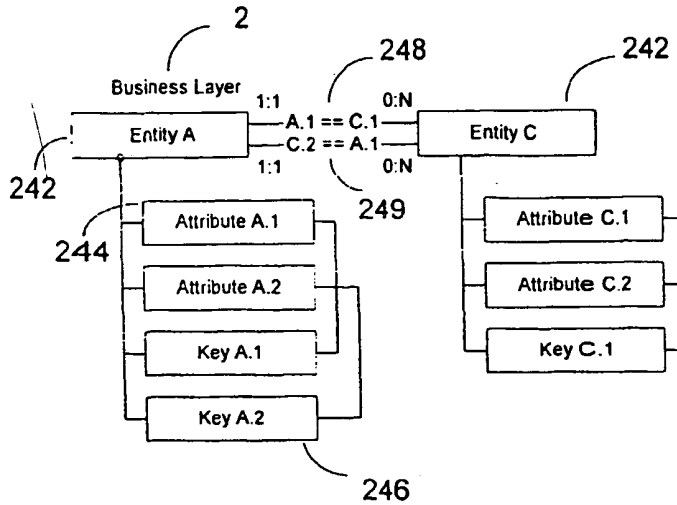 2
248
242
Business Layer
1:1
0:N
Entity A
A.1 == C.1
Entity C
C.2 == A.1
1:1
0:N
242
249
244
Attribute A.1
Attribute C.1
Attribute A.2
Attribute C.2
Key A.1
Key C.1
Key A.2
246